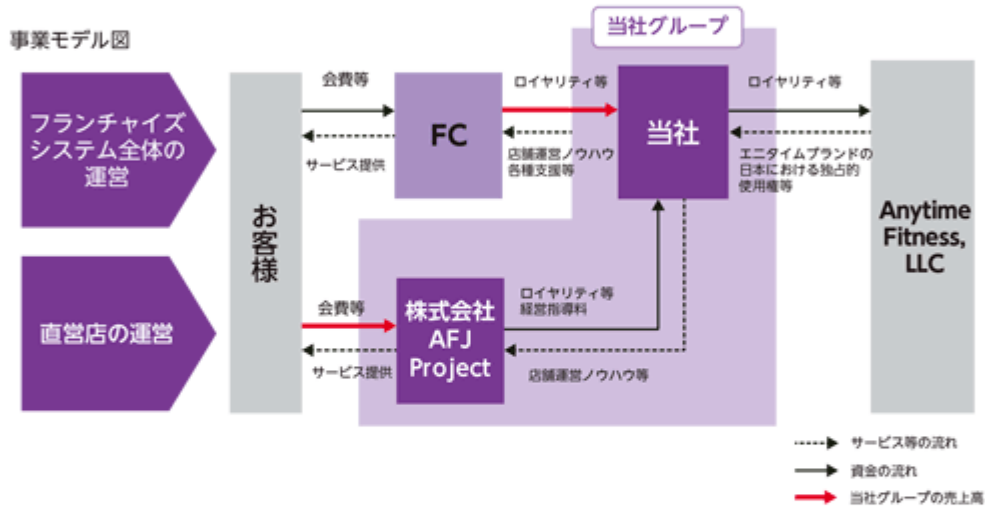 事業モデル図
当社グループ
フランチャイズ
システム全体の
運営
直営店の運営
お客様
会費等
サービス提供
FC
ロイヤリティ等
店舗運営ノウハウ
各種支援等
当社
ロイヤリティ等
エニタイムブランドの
日本における独占的
使用権等
Anytime
Fitness,
LLC
会費等
サービス提供
株式会社
AFJ
Project
ロイヤリティ等
経営指導料
店舗運営ノウハウ等
サービス等の流れ
資金の流れ
当社グループの売上高